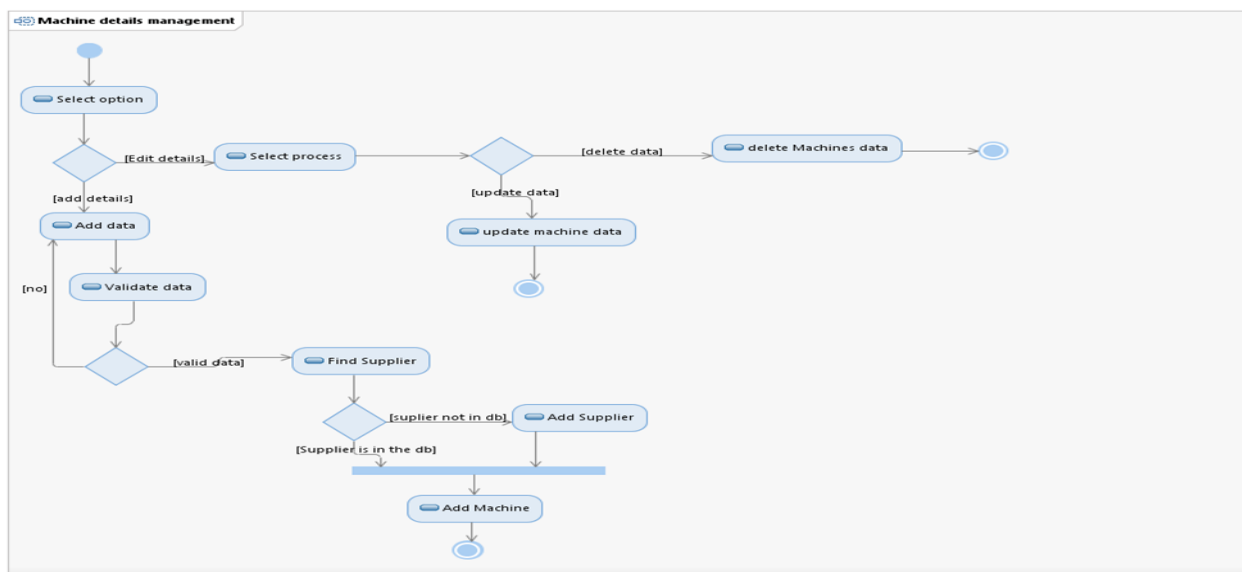 Machine details management
Select option
[Edit details]
Select process
[delete data]
delete Machines data
[add details]
[update data]
Add data
update machine data
[no]
Validate data
[valid data]
Find Supplier
[suplier not in db]
Add Supplier
[Supplier is in the db]
Add Machine